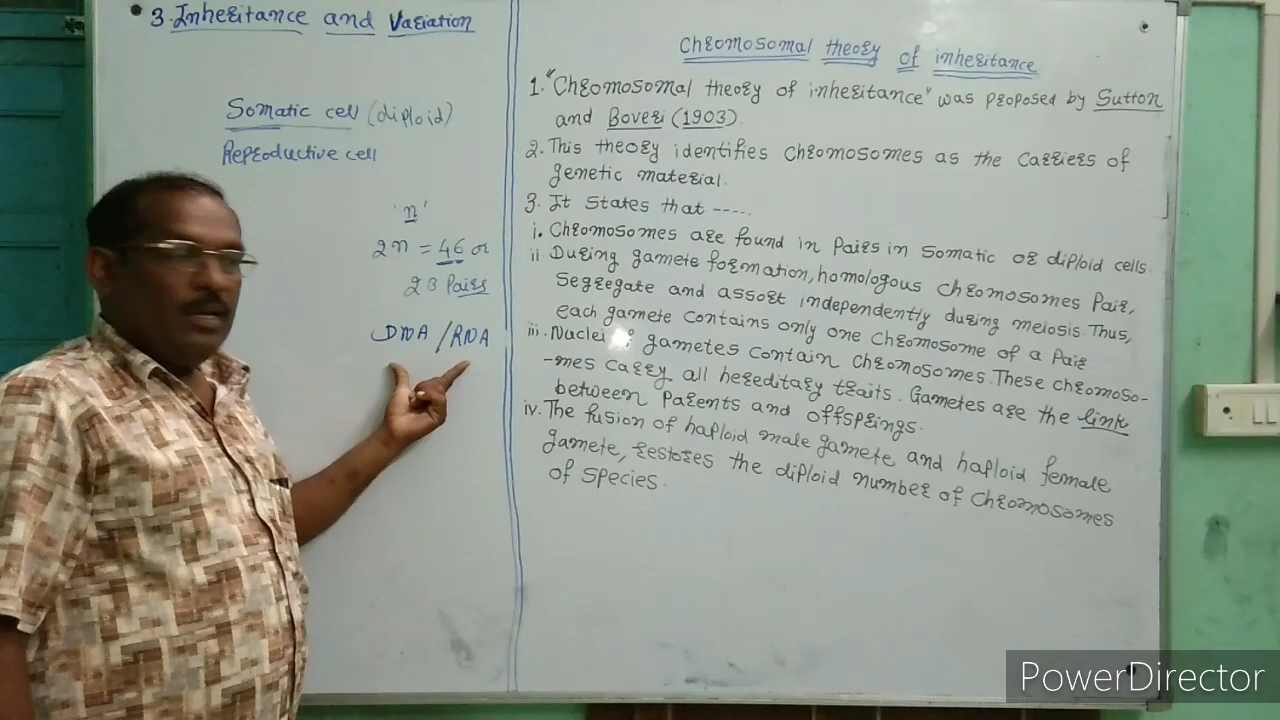 3. Inheritance and Variation
Somatic cell (diploid)
Reproductive cell
'n'
2n = 46 or
23 Pairs
DNA / RNA
Chromosomal theory of inheritance
1. "Chromosomal theory of inheritance" was proposed by Sutton
and Boveri (1903).
2. This theory identifies chromosomes as the carriers of
genetic material.
3. It states that -----
i. Chromosomes are found in pairs in somatic or diploid cells.
ii During gamete formation, homologous chromosomes pair,
segregate and assort independently during meiosis. Thus,
each gamete contains only one chromosome of a pair
iii. Nuclei gametes contain chromosomes. These chromoso-
-mes carry all hereditary traits. Gametes are the link
between parents and offsprings.
iv. The fusion of haploid male gamete and haploid female
gamete, restores the diploid number of chromosomes
of species.
PowerDirector